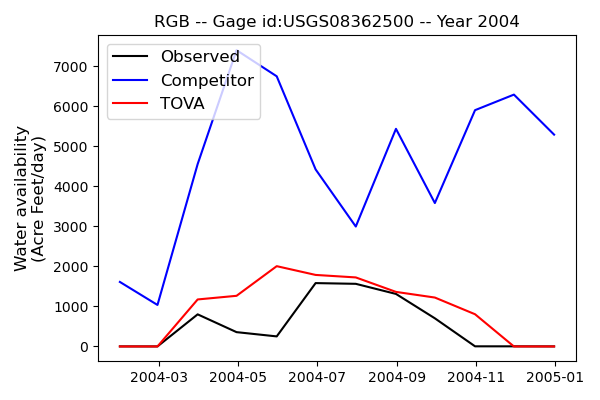 RGB -- Gage id:USGS08362500 -- Year 2004
Observed
Competitor
TOVA
Water availability
(Acre Feet/day)
7000
6000
5000
4000
3000
2000
1000
0
2004-03 2004-05 2004-07 2004-09 2004-11 2005-01